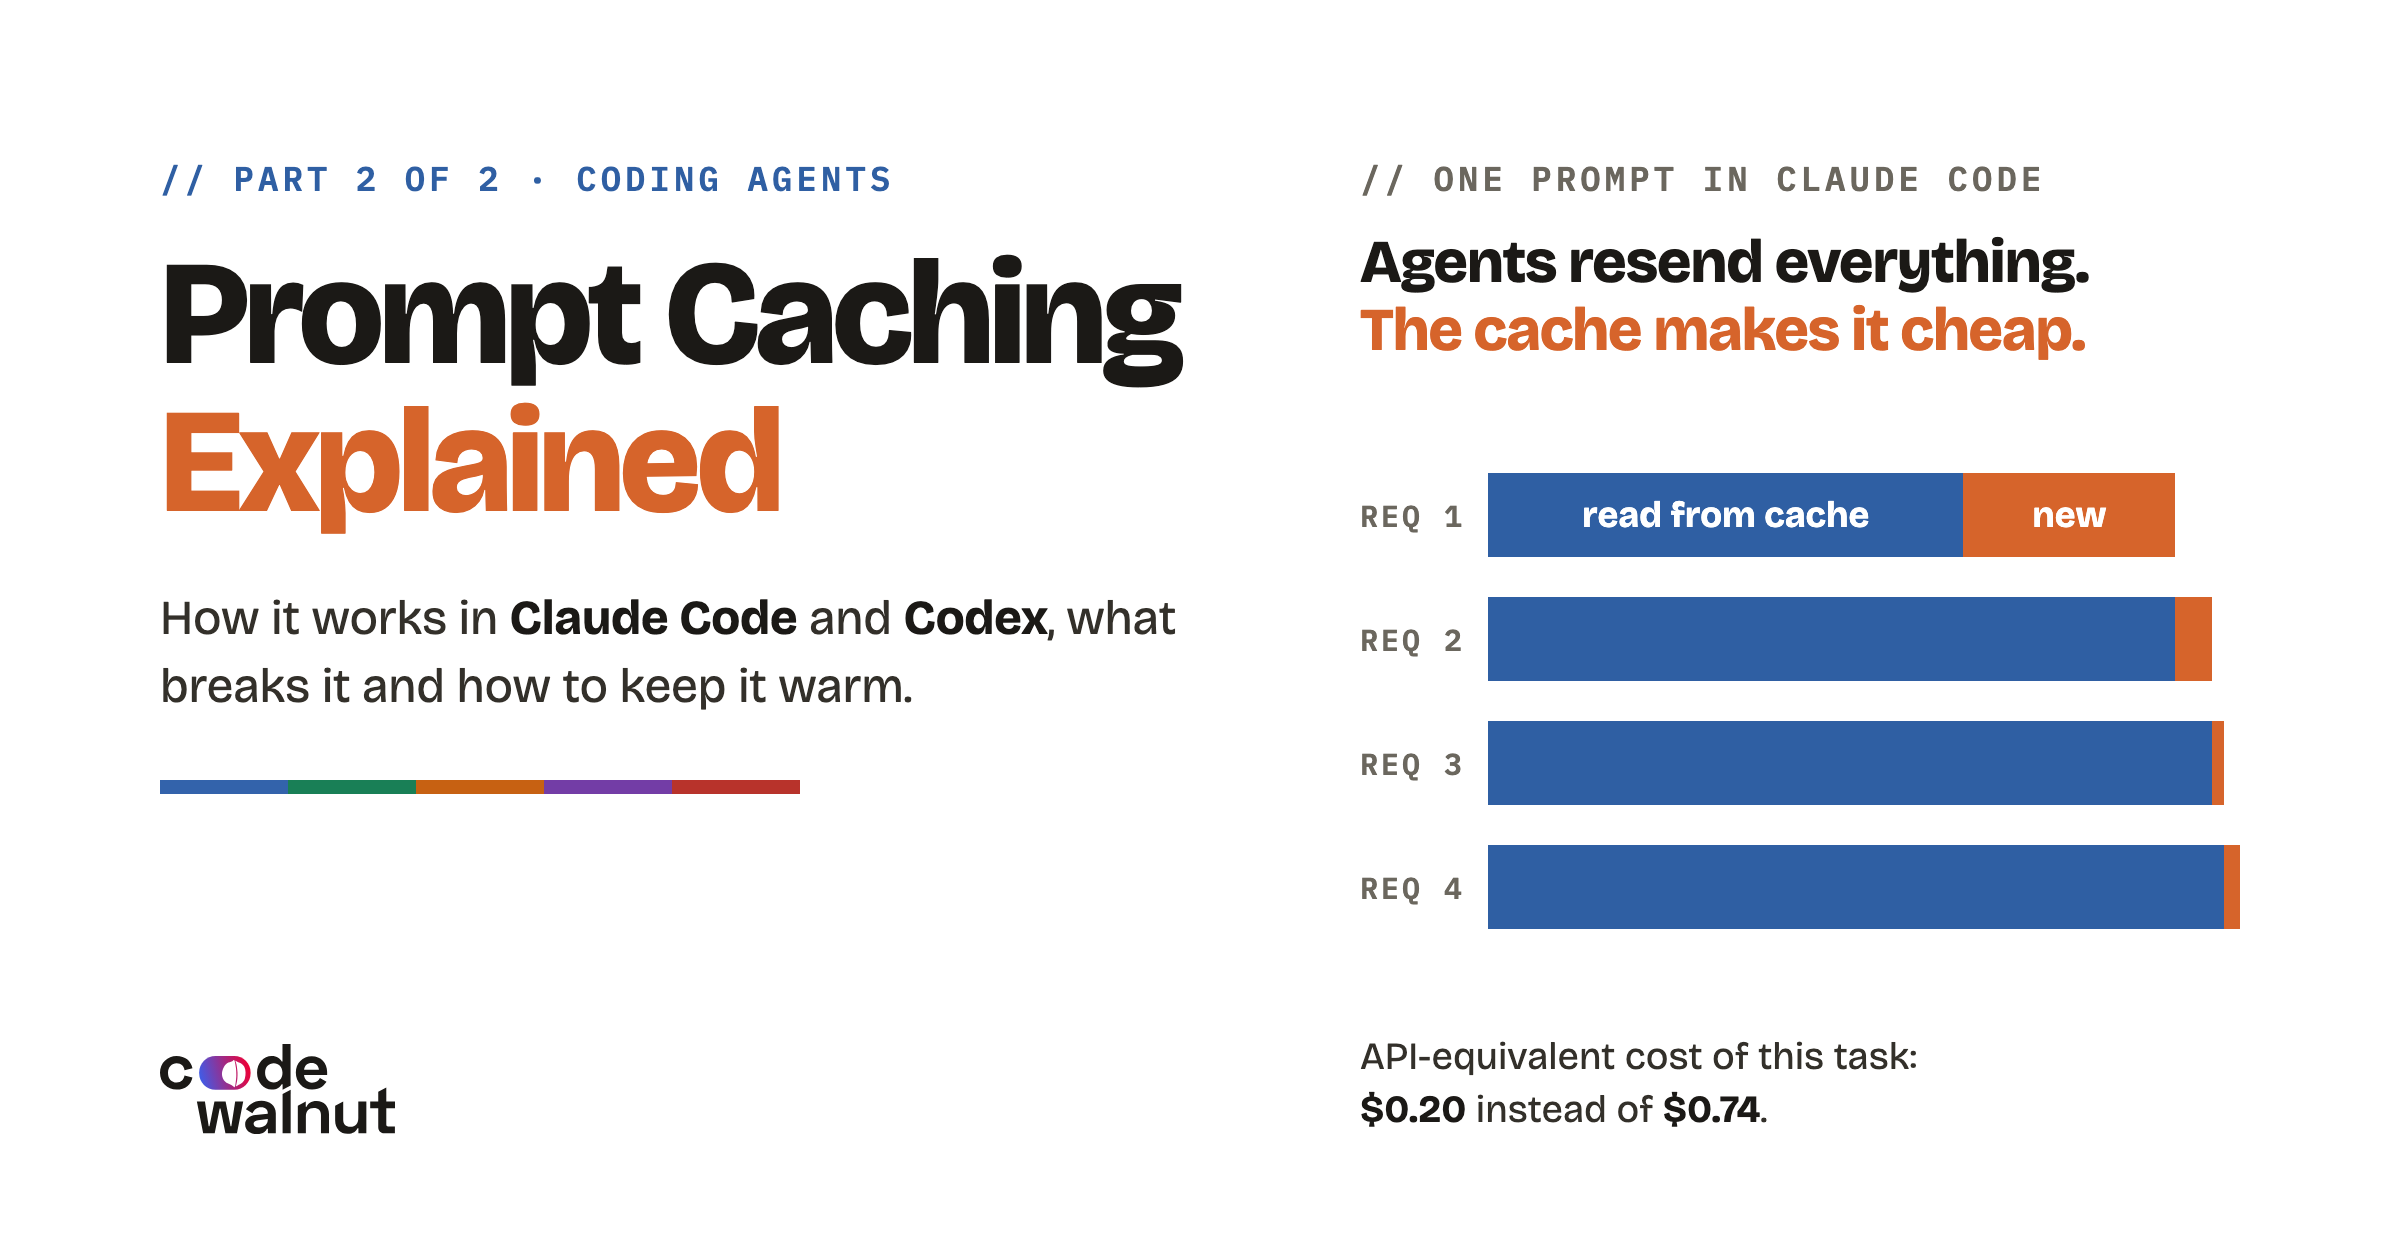 // PART 2 OF 2 · CODING AGENTS
Prompt Caching
Explained
How it works in Claude Code and Codex, what
breaks it and how to keep it warm.
code
walnut
// ONE PROMPT IN CLAUDE CODE
Agents resend everything.
The cache makes it cheap.
REQ 1 read from cache new
REQ 2
REQ 3
REQ 4
API-equivalent cost of this task:
$0.20 instead of $0.74.